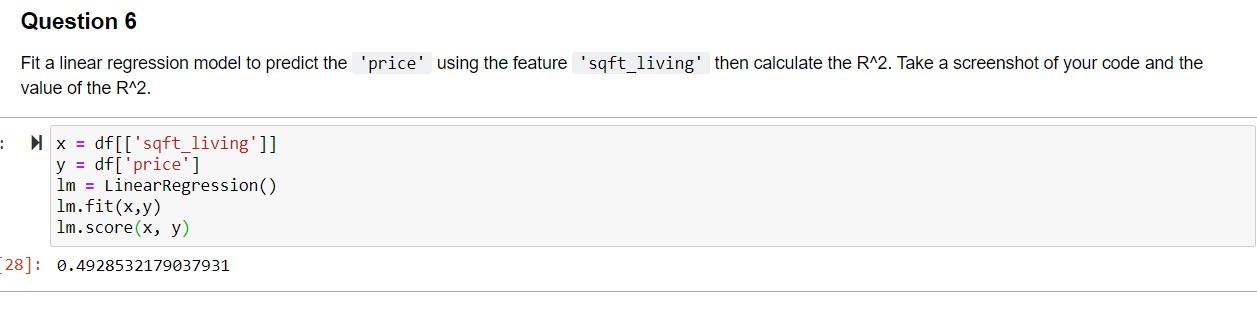 Question 6
Fit a linear regression model to predict the 'price' using the feature 'sqft_living' then calculate the R^2. Take a screenshot of your code and the
value of the R^2.
:
x = df[['sqft_living']]
y = df['price']
lm = LinearRegression()
lm.fit(x,y)
lm.score(x, y)
[28]: 0.4928532179037931